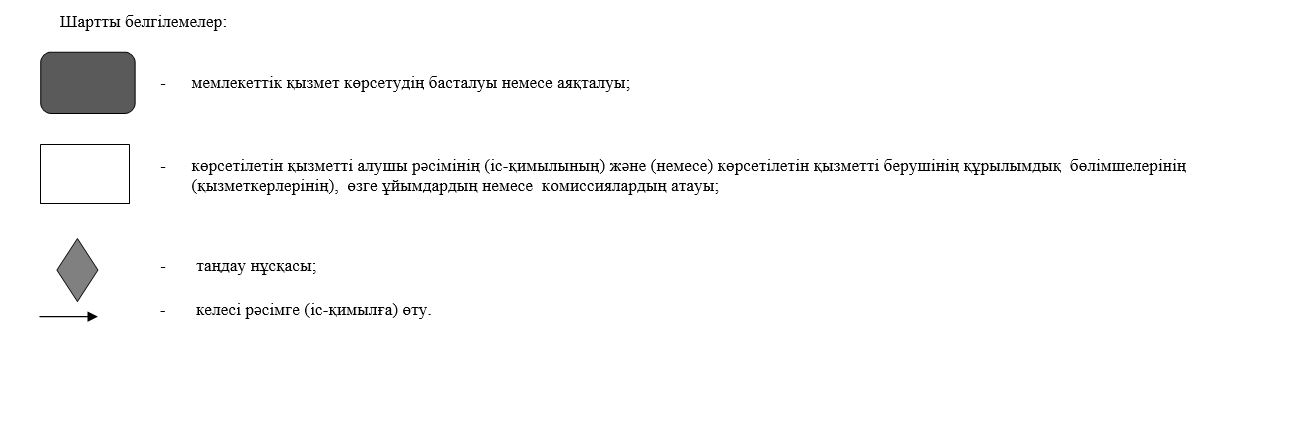 Шартты белгілемелер:
- мемлекеттік қызмет көрсетудің басталуы немесе аяқталуы;
- көрсетілетін қызметті алушы рәсімінің (іс-қимылының) және (немесе) көрсетілетін қызметті берушінің құрылымдық бөлімшелерінің
(қызметкерлерінің), өзге ұйымдардың немесе комиссиялардың атауы;
- таңдау нұсқасы;
- келесі рәсімге (іс-қимылға) өту.